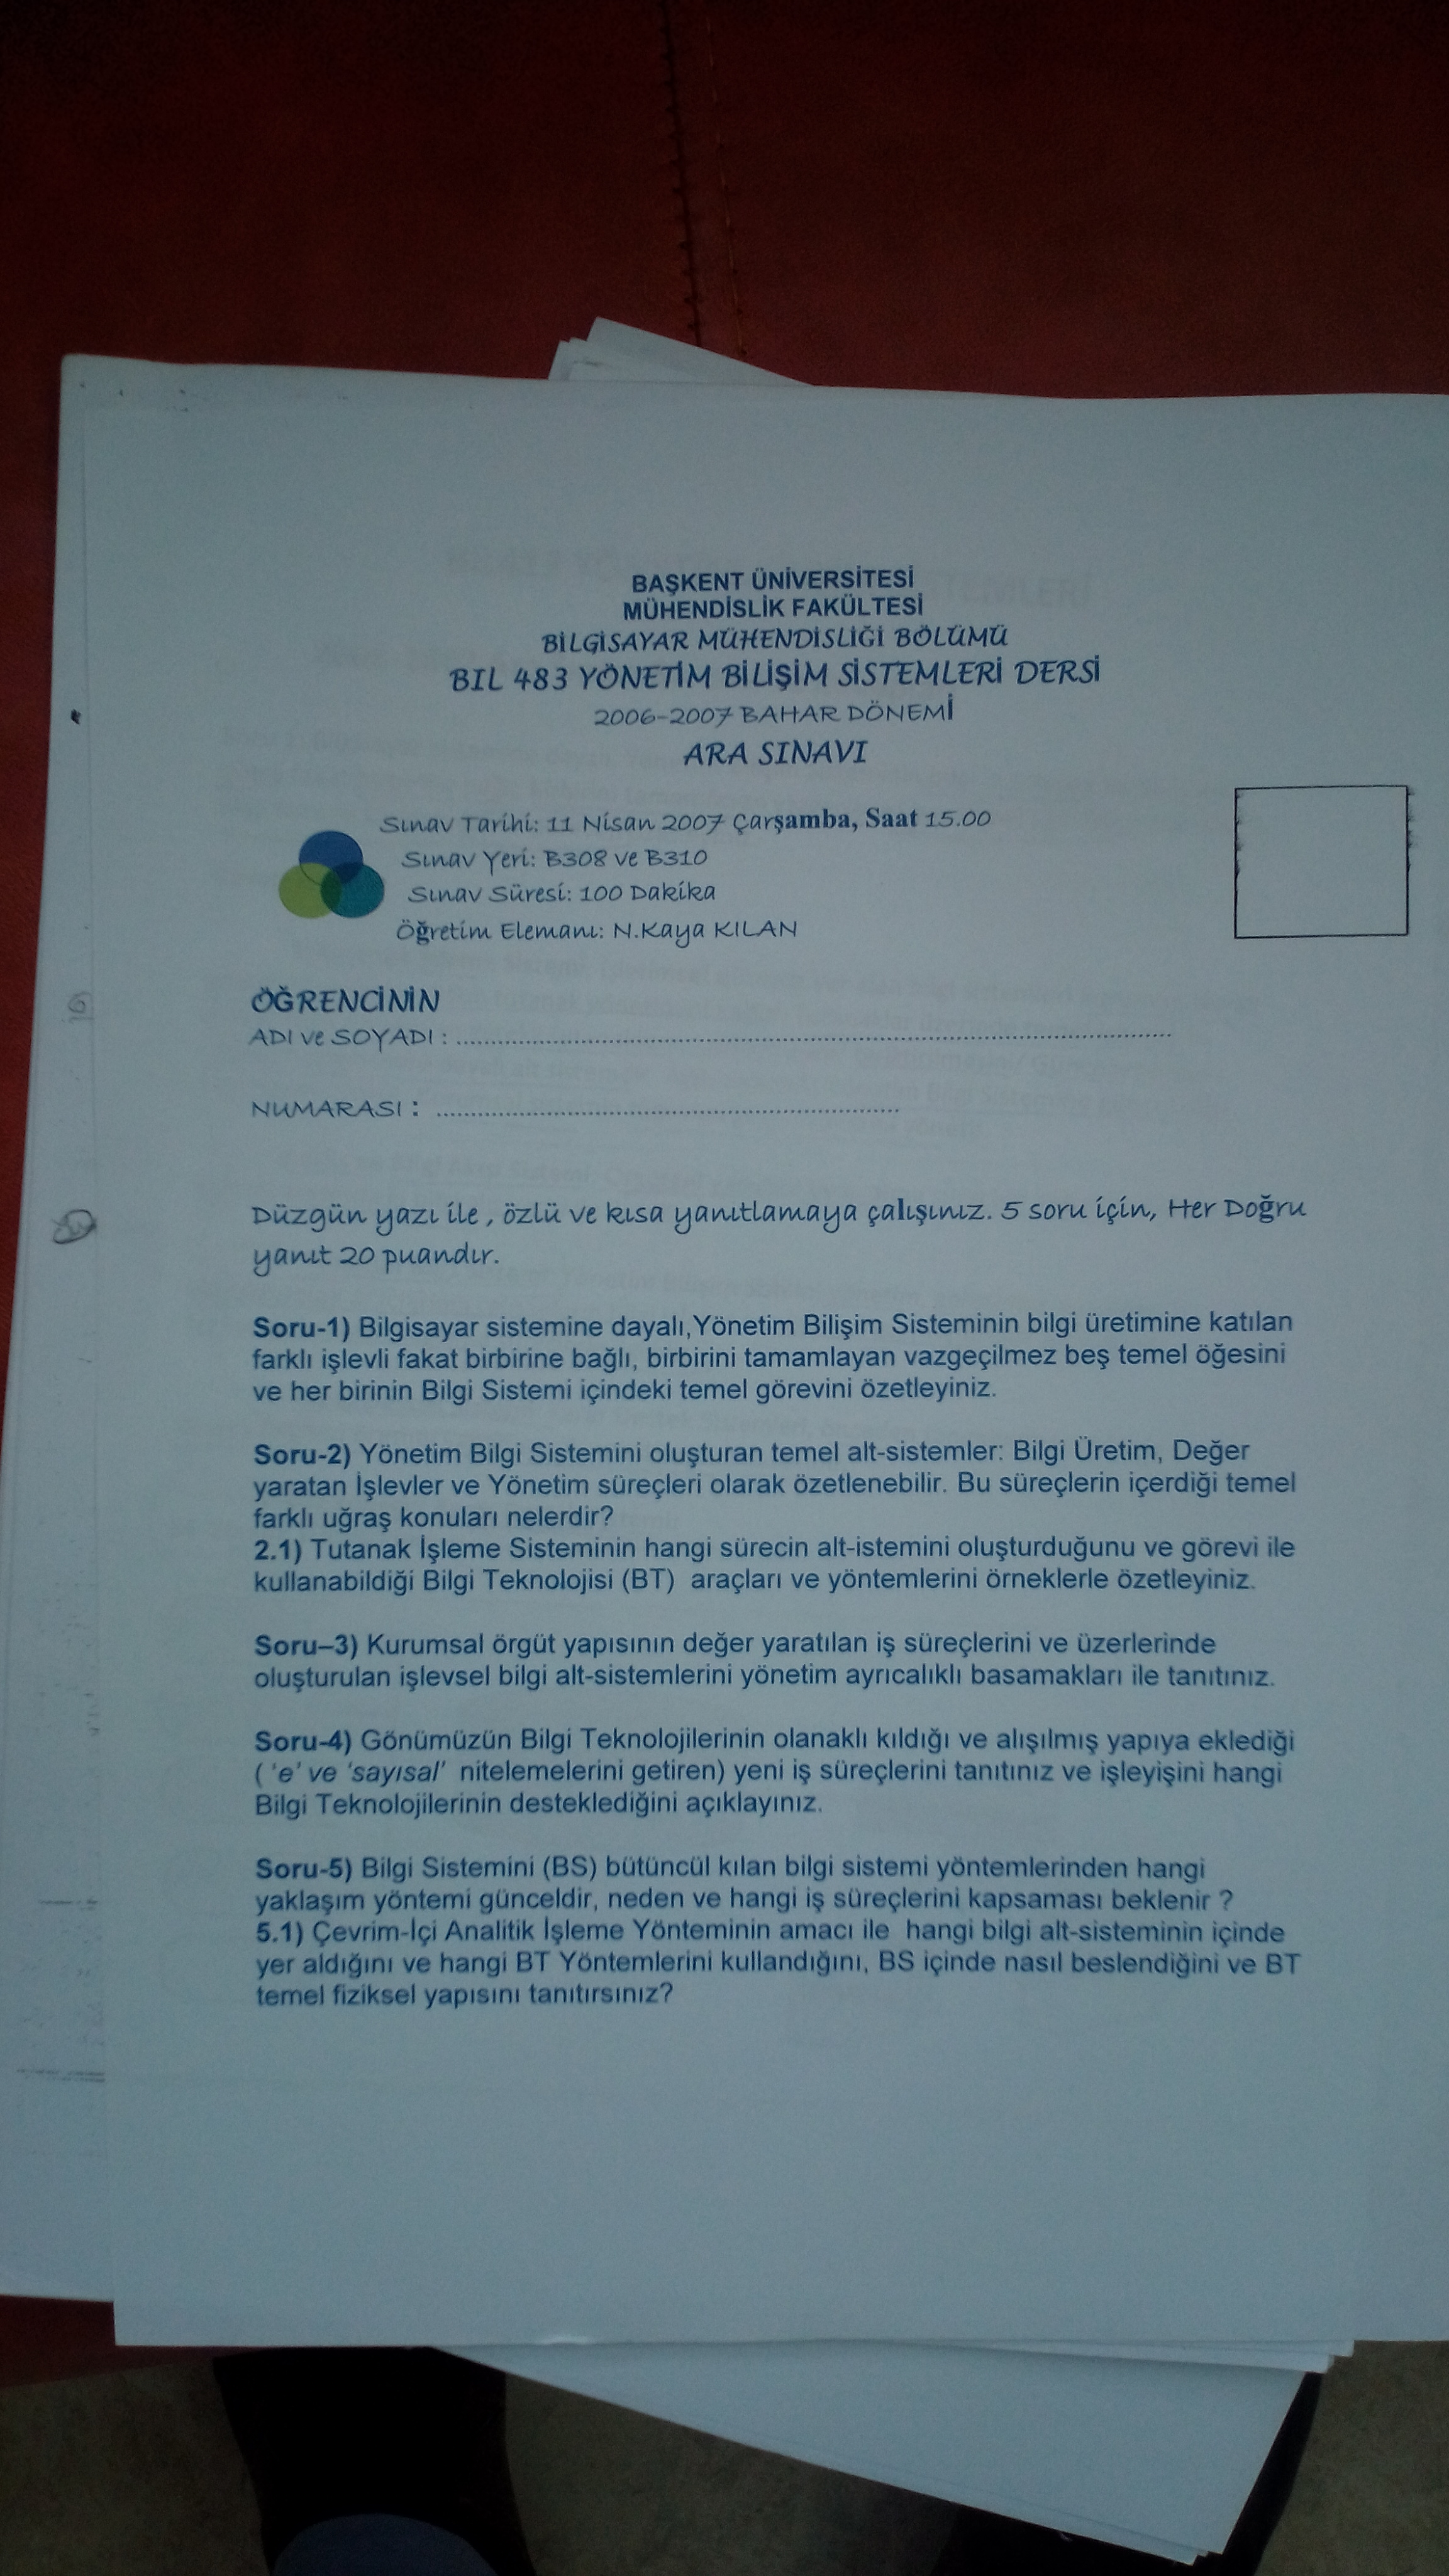 BAŞKENT ÜNİVERSİTESİ
MÜHENDİSLİK FAKÜLTESİ
BİLGİSAYAR MÜHENDİSLİĞİ BÖLÜMÜ
BIL 483 YÖNETİM BİLİŞİM SİSTEMLERİ DERSİ
2006-2007 BAHAR DÖNEMİ
ARA SINAVI
Sınav Tarihi: 11 Nisan 2007 Çarşamba, Saat 15.00
Sınav Yeri: B308 ve B310
Sınav Süresi: 100 Dakika
Öğretim Elemanı: N.Kaya KILAN
ÖĞRENCİNİN
ADI ve SOYADI : ................................................................
NUMARASI : ................................................................
Düzgün yazı ile , özlü ve kısa yanıtlamaya çalışınız. 5 soru için, Her Doğru
yanıt 20 puandır.
Soru-1) Bilgisayar sistemine dayalı,Yönetim Bilişim Sisteminin bilgi üretimine katılan
farklı işlevli fakat birbirine bağlı, birbirini tamamlayan vazgeçilmez beş temel öğesini
ve her birinin Bilgi Sistemi içindeki temel görevini özetleyiniz.
Soru-2) Yönetim Bilgi Sistemini oluşturan temel alt-sistemler: Bilgi Üretim, Değer
yaratan İşlevler ve Yönetim süreçleri olarak özetlenebilir. Bu süreçlerin içerdiği temel
farklı uğraş konuları nelerdir?
2.1) Tutanak İşleme Sisteminin hangi sürecin alt-istemini oluşturduğunu ve görevi ile
kullanabildiği Bilgi Teknolojisi (BT) araçları ve yöntemlerini örneklerle özetleyiniz.
Soru–3) Kurumsal örgüt yapısının değer yaratılan iş süreçlerini ve üzerlerinde
oluşturulan işlevsel bilgi alt-sistemlerini yönetim ayrıcalıklı basamakları ile tanıtınız.
Soru-4) Gönümüzün Bilgi Teknolojilerinin olanaklı kıldığı ve alışılmış yapıya eklediği
( 'e' ve 'sayısal' nitelemelerini getiren) yeni iş süreçlerini tanıtınız ve işleyişini hangi
Bilgi Teknolojilerinin desteklediğini açıklayınız.
Soru-5) Bilgi Sistemini (BS) bütüncül kılan bilgi sistemi yöntemlerinden hangi
yaklaşım yöntemi günceldir, neden ve hangi iş süreçlerini kapsaması beklenir ?
5.1) Çevrim-İçi Analitik İşleme Yönteminin amacı ile hangi bilgi alt-sisteminin içinde
yer aldığını ve hangi BT Yöntemlerini kullandığını, BS içinde nasıl beslendiğini ve BT
temel fiziksel yapısını tanıtırsınız?